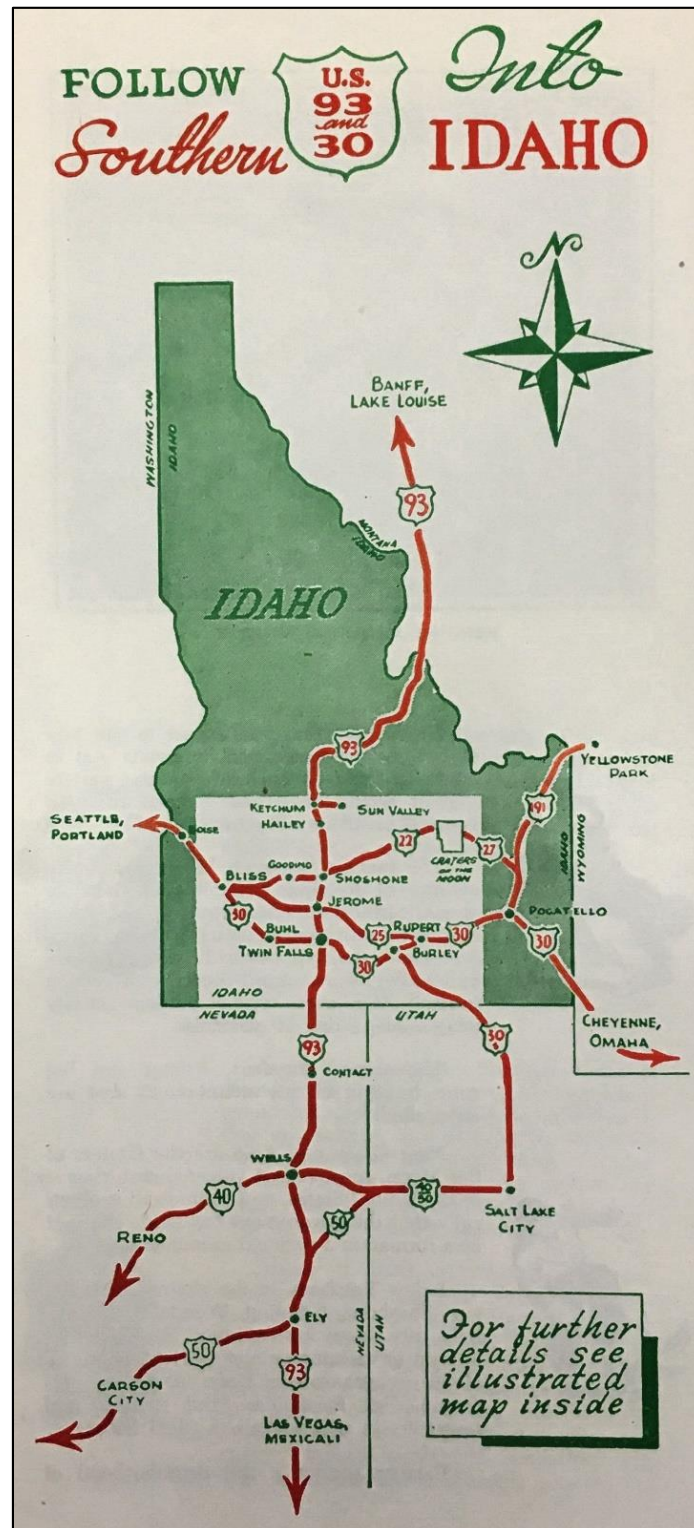 FOLLOW
U.S.
93
and
30
Into
Southern
IDAHO
N
BANFF,
LAKE LOUISE
WASHINGTON
IDAHO
93
MONTANA
IDAHO
IDAHO
93
YELLOWSTONE
PARK
191
KETCHUM
SUN VALLEY
HAILEY
SEATTLE,
PORTLAND
BOISE
22
CRATERS
OF THE
MOON
27
IDAHO
WYOMING
GOODING
BLISS
SHOSHONE
JEROME
POCATELLO
30
BUHL
25
RUPERT
30
30
TWIN FALLS
30
BURLEY
IDAHO
NEVADA
UTAH
CHEYENNE,
OMAHA
93
30
S
CONTACT
WELLS
40
50
40
50
SALT LAKE
CITY
RENO
ELY
NEVADA
UTAH
50
93
CARSON
CITY
LAS VEGAS,
MEXICALI
For further
details see
illustrated
map inside